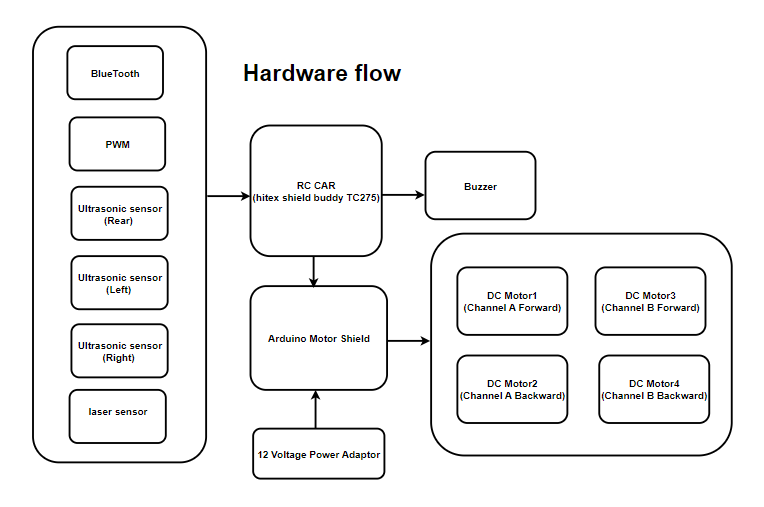 Hardware flow
BlueTooth
PWM
Ultrasonic sensor
(Rear)
Ultrasonic sensor
(Left)
Ultrasonic sensor
(Right)
laser sensor
RC CAR
(hitex shield buddy TC275)
Buzzer
Arduino Motor Shield
12 Voltage Power Adaptor
DC Motor1
(Channel A Forward)
DC Motor3
(Channel B Forward)
DC Motor2
(Channel A Backward)
DC Motor4
(Channel B Backward)